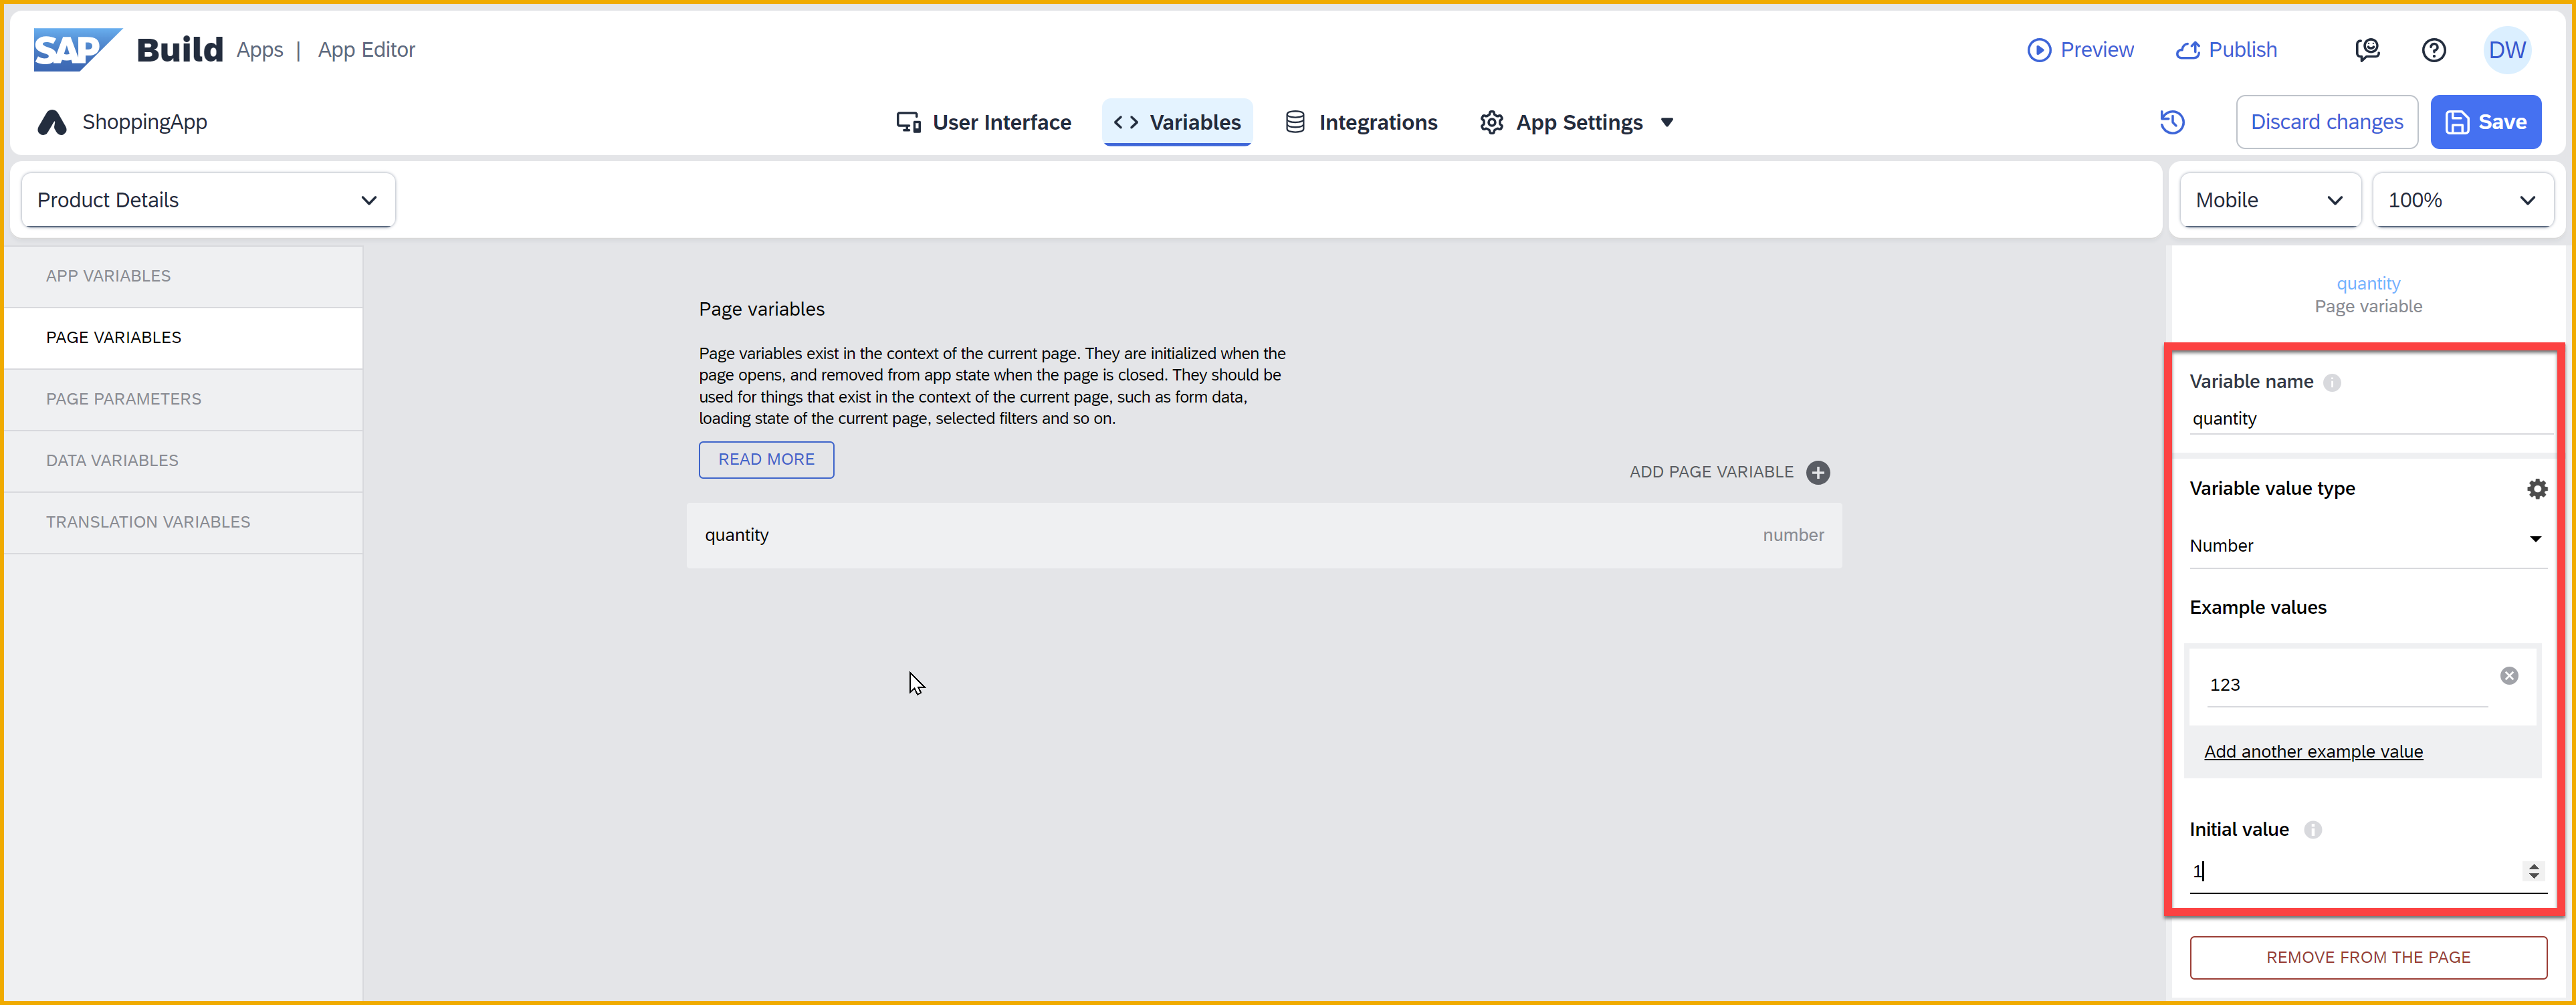 SAP Build Apps | App Editor
Preview
Publish
DW
ShoppingApp
User Interface
Variables
Integrations
App Settings
Discard changes
Save
Product Details
Mobile
100%
APP VARIABLES
PAGE VARIABLES
PAGE PARAMETERS
DATA VARIABLES
TRANSLATION VARIABLES
Page variables
Page variables exist in the context of the current page. They are initialized when the
page opens, and removed from app state when the page is closed. They should be
used for things that exist in the context of the current page, such as form data,
loading state of the current page, selected filters and so on.
READ MORE
ADD PAGE VARIABLE
quantity
number
quantity
Page variable
Variable name
quantity
Variable value type
Number
Example values
123
Add another example value
Initial value
1
REMOVE FROM THE PAGE